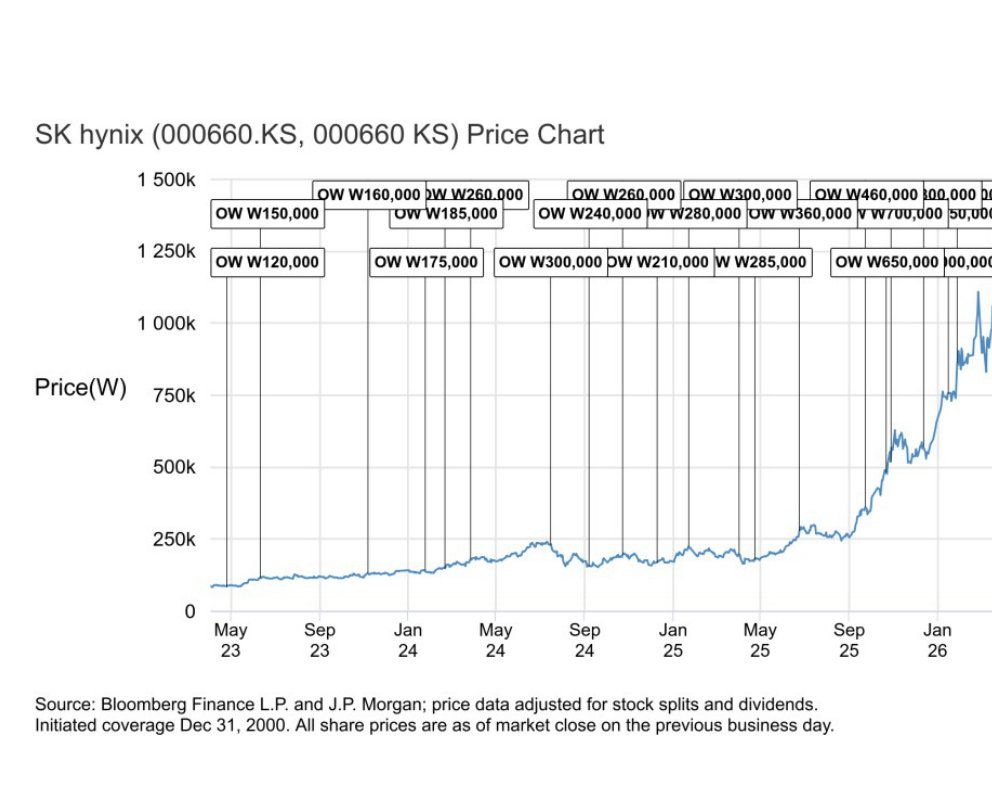 SK hynix (000660.KS, 000660 KS) Price Chart
1 500k
OW W160,000 OW W260,000 OW W260,000 OW W300,000 OW W460,000
OW W150,000 OW W185,000 OW W240,000 W280,000 OW W360,000 W700,000
1 250k
OW W120,000 OW W175,000 OW W300,000 OW W210,000 W W285,000 OW W650,000
1 000k
Price(W)
750k
500k
250k
0
May Sep Jan May Sep Jan May Sep Jan
23 23 24 24 24 25 25 25 26
Source: Bloomberg Finance L.P. and J.P. Morgan; price data adjusted for stock splits and dividends.
Initiated coverage Dec 31, 2000. All share prices are as of market close on the previous business day.